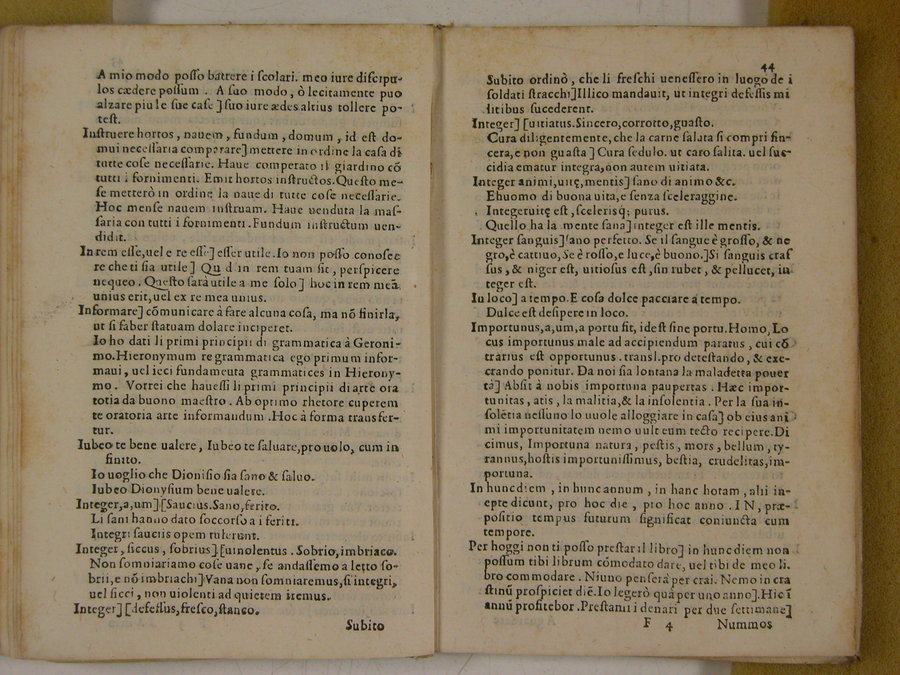 A mio modo posso battere i scolari. meo iure discipu-
los cædere possum. A suo modo, ò lecitamente puo
alzare piu le sue case] suo iure ædes altius tollere po-
test.
Instruere hortos, nauem, fundum, domum, id est do-
mui necessaria comparare] mettere in ordine la casa di
tutte cose necessarie. Haue comperato il giardino cō
tutti i fornimenti. Emit hortos instructos. Questo me-
se metterò in ordine la naue di tutte cose necessarie.
Hoc mense nauem instruam. Haue uenduta la mas-
saria con tutti i fornimenti. Fundum instructum uen-
didit.
In rem esse, uel e re esse] esser utile. Io non posso conosce
re che ti sia utile] Qu d in rem tuam sit, perspicere
nequeo. Questo sarà utile a me solo] hoc in rem meā
unius erit, uel ex re mea unius.
Informare] cōmunicare à fare alcuna cosa, ma nō finirla,
ut si faber statuam dolare inciperet.
Io ho dati li primi principii di grammatica à Geroni-
mo. Hieronymum re grammatica ego primum infor-
maui, uel ieci fundameuta grammatices in Hierony-
mo. Vorrei che hauessi li primi principii di arte ora
totia da buono maestro. Ab optimo rhetore cuperem
te oratoria arte informandum. Hoc à forma transfer-
tur.
Iubeo te bene ualere, Iubeo te saluare, pro uolo, cum in
finito.
Io uoglio che Dionisio sia sano & saluo.
Iubeo Dionysium bene ualere.
Integer, a, um] [Saucius. Sano, ferito.
Li sani hanno dato soccorso a i feriti.
Integri sauciis opem tulerunt.
Integer, siccus, sobrius] [uinolentus. Sobrio, imbriaco.
Non somniariamo cose uane, se andassemo a letto so-
brii, e nō imbriachi] Vana non somniaremus, si integri,
uel sicci, non uiolenti ad quietem iremus.
Integer] [defessus, fresco, stanco.
Subito
44
Subito ordinò, che li freschi uenessero in luogo de i
soldati stracchi] Illico mandauit, ut integri defessis mi
litibus sucederent.
Integer] [uitiatus. Sincero, corrotto, guasto.
Cura diligentemente, che la carne salata si compri sin-
cera, e non guasta] Cura sedulo. ut caro salita. uel suc-
cidia ematur integra, non autem uitiata.
Integer animi, uitę, mentis] sano di animo &c.
Ehuomo di buona uita, e senza sceleraggine.
Integer uitę est, scelerisq; purus.
Quello ha la mente sana] integer est ille mentis.
Integer sanguis] sano perfetto. Se il sangue è grosso, & ne
gro, è cattiuo, Se è rosso, e luce, è buono.] Si sanguis cras
sus, & niger est, uitiosus est, sin rubet, & pellucet, in-
teger est.
In loco] a tempo. E cosa dolce pacciare a tempo.
Dulce est desipere in loco.
Importunus, a, um, a portu fit, idest sine portu. Homo, Lo
cus importunus male ad accipiendum paratus, cui cō
trarius est opportunus. transl. pro detestando, & exe-
crando ponitur. Da noi sia lontana la maladetta pouer
tà] Absit à nobis importuna paupertas. Hæc impor-
tunitas, atis, la malitia, & la insolentia. Per la sua in-
solētia nessuno lo uuole alloggiare in casa] ob eius ani
mi importunitatem nemo uult eum tecto recipere. Di
cimus, Importuna natura, pestis, mors, bellum, ty-
rannus, hostis importunissimus, bestia, crudelitas, im-
portuna.
In hunc diem, in hunc annum, in hanc hotam, alii in-
epte dicunt, pro hoc die, pro hoc anno. IN, præ-
positio tempus futurum significat coniuncta cum
tempore.
Per hoggi non ti posso prestar il libro] in hunc diem non
possum tibi librum cōmodato dare, uel tibi de meo li.
bro commodare. Niuno penserà per crai. Nemo in cra
stinū prospiciet diē. Io legerò quà per uno anno]. Hic ī
annū profitebor. Prestami i denari per due settimane]
F 4 Nummos